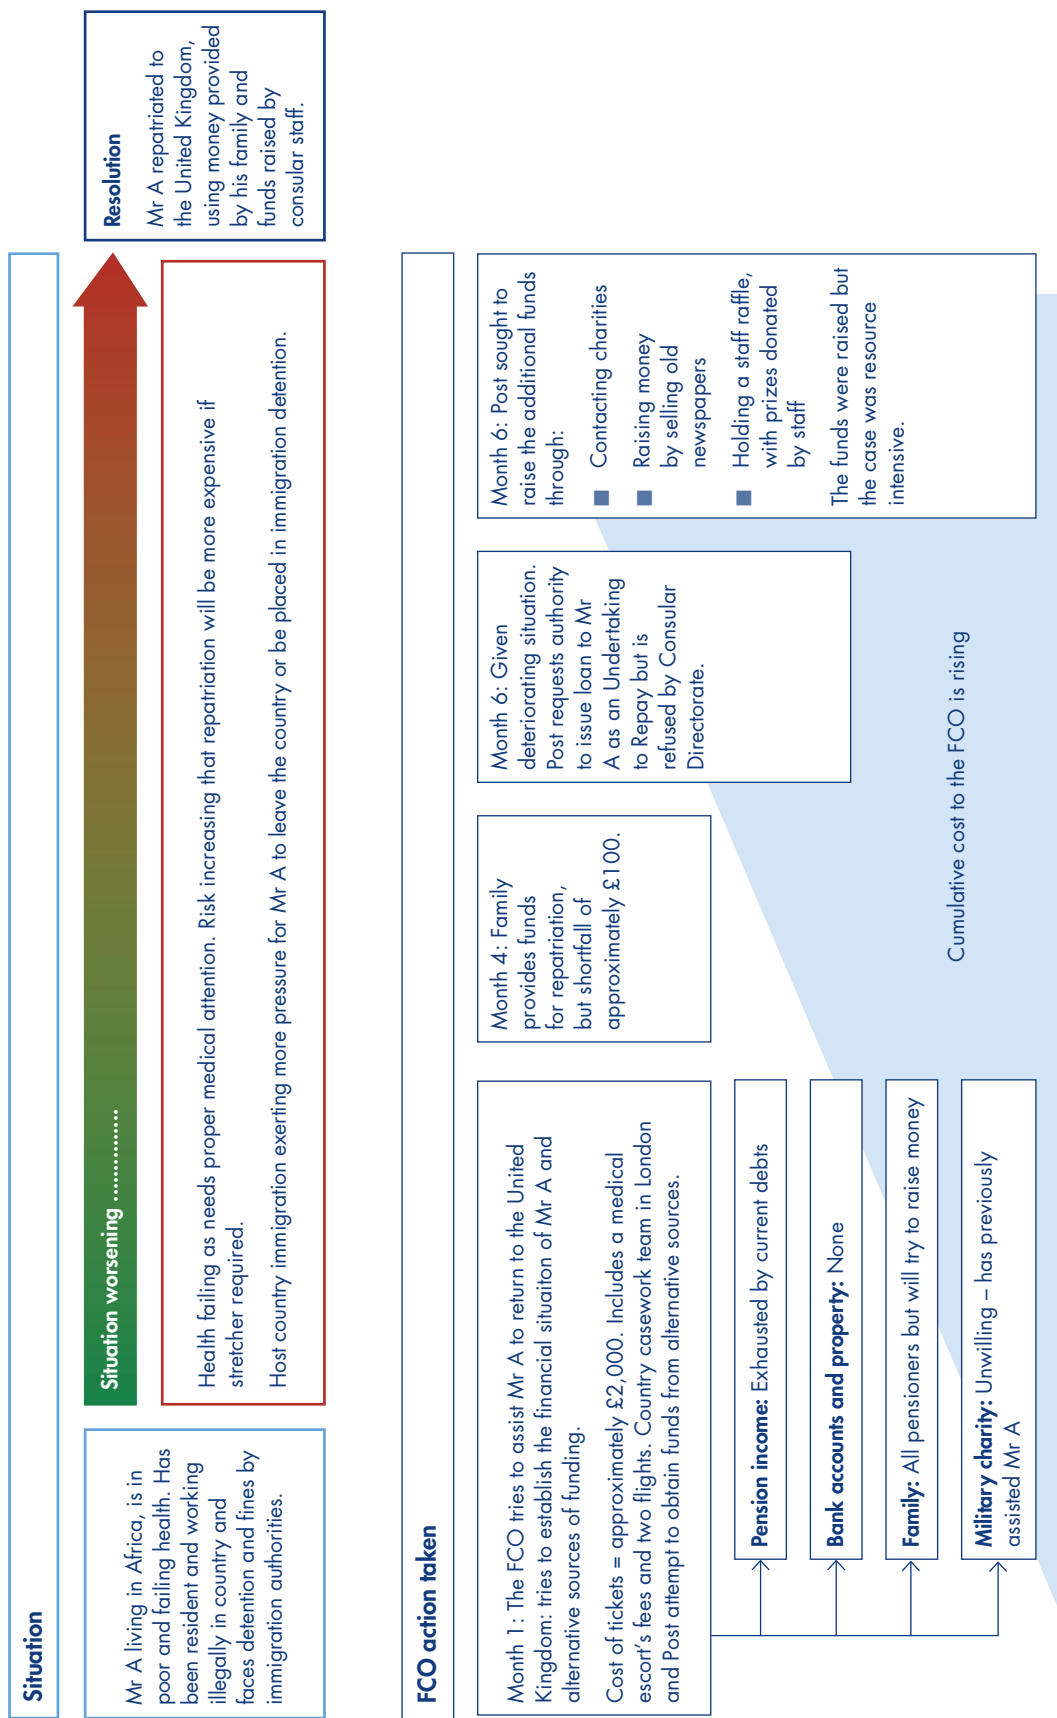 Situation
Mr A living in Africa, is in
poor and failing health. Has
been resident and working
illegally in country and
faces detention and fines by
immigration authorities.
Situation worsening ..............
Health failing as needs proper medical attention. Risk increasing that repatriation will be more expensive if
stretcher required.
Host country immigration exerting more pressure for Mr A to leave the country or be placed in immigration detention.
Resolution
Mr A repatriated to
the United Kingdom,
using money provided
by his family and
funds raised by
consular staff.
FCO action taken
Month 1: The FCO tries to assist Mr A to return to the United
Kingdom: tries to establish the financial situaiton of Mr A and
alternative sources of funding.
Cost of tickets = approximately £2,000. Includes a medical
escort's fees and two flights. Country casework team in London
and Post attempt to obtain funds from alternative sources.
Pension income: Exhausted by current debts
Bank accounts and property: None
Family: All pensioners but will try to raise money
Military charity: Unwilling – has previously
assisted Mr A
Month 4: Family
provides funds
for repatriation,
but shortfall of
approximately £100.
Month 6: Given
deteriorating situation.
Post requests authority
to issue loan to Mr
A as an Undertaking
to Repay but is
refused by Consular
Directorate.
Month 6: Post sought to
raise the additional funds
through:
■ Contacting charities
■ Raising money
by selling old
newspapers
■ Holding a staff raffle,
with prizes donated
by staff
The funds were raised but
the case was resource
intensive.
Cumulative cost to the FCO is rising